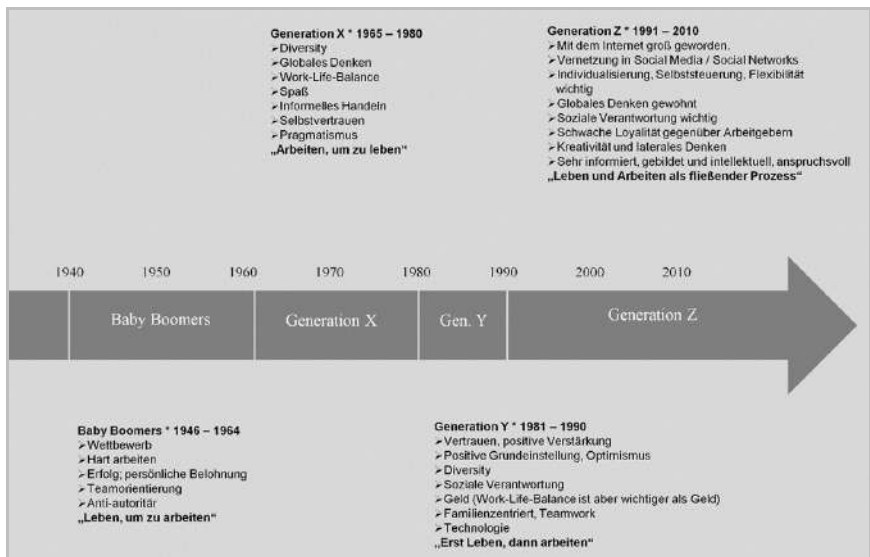 Generation X * 1965 – 1980
➢Diversity
➢Globales Denken
➢Work-Life-Balance
➢Spaß
➢Informelles Handeln
➢Selbstvertrauen
➢Pragmatismus
„Arbeiten, um zu leben“
Generation Z * 1991 – 2010
➢Mit dem Internet groß geworden.
➢Vernetzung in Social Media / Social Networks
➢Individualisierung, Selbststeuerung, Flexibilität
wichtig
➢Globales Denken gewohnt
➢Soziale Verantwortung wichtig
➢Schwache Loyalität gegenüber Arbeitgebern
➢Kreativität und laterales Denken
➢Sehr informiert, gebildet und intellektuell, anspruchsvoll
„Leben und Arbeiten als fließender Prozess“
1940 1950 1960 1970 1980 1990 2000 2010
Baby Boomers Generation X Gen. Y Generation Z
Baby Boomers * 1946 – 1964
➢Wettbewerb
➢Hart arbeiten
➢Erfolg; persönliche Belohnung
➢Teamorientierung
➢Anti-autoritär
„Leben, um zu arbeiten“
Generation Y * 1981 – 1990
➢Vertrauen, positive Verstärkung
➢Positive Grundeinstellung, Optimismus
➢Diversity
➢Soziale Verantwortung
➢Geld (Work-Life-Balance ist aber wichtiger als Geld)
➢Familienzentriert, Teamwork
➢Technologie
„Erst Leben, dann arbeiten“